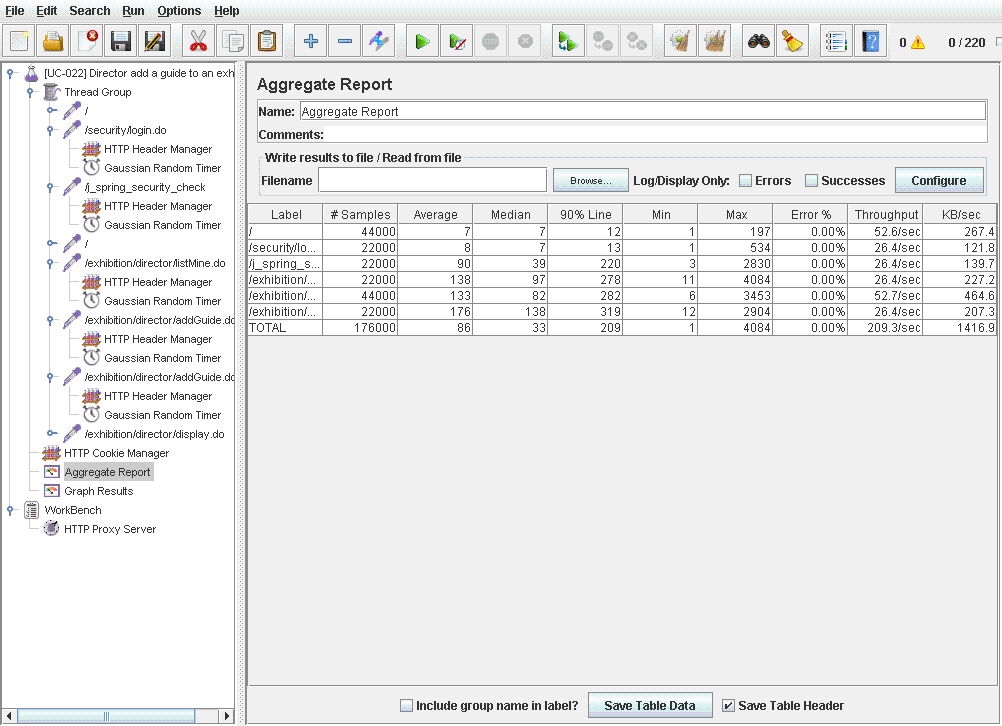 File Edit Search Run Options Help
0 0 / 220
[UC-022] Director add a guide to an exh
Thread Group
/
/security/login.do
HTTP Header Manager
Gaussian Random Timer
/j_spring_security_check
HTTP Header Manager
Gaussian Random Timer
/
/exhibition/director/listMine.do
HTTP Header Manager
Gaussian Random Timer
/exhibition/director/addGuide.do
HTTP Header Manager
Gaussian Random Timer
/exhibition/director/addGuide.do
HTTP Header Manager
Gaussian Random Timer
/exhibition/director/display.do
HTTP Cookie Manager
Aggregate Report
Graph Results
WorkBench
HTTP Proxy Server
Aggregate Report
Name: Aggregate Report
Comments:
Write results to file / Read from file
Filename Browse... Log/Display Only: Errors Successes Configure
Label # Samples Average Median 90% Line Min Max Error % Throughput KB/sec
/ 44000 7 7 12 1 197 0.00% 52.6/sec 267.4
/security/lo... 22000 8 7 13 1 534 0.00% 26.4/sec 121.8
/j_spring_s... 22000 90 39 220 3 2830 0.00% 26.4/sec 139.7
/exhibition/... 22000 138 97 278 11 4084 0.00% 26.4/sec 227.2
/exhibition/... 44000 133 82 282 6 3453 0.00% 52.7/sec 464.6
/exhibition/... 22000 176 138 319 12 2904 0.00% 26.4/sec 207.3
TOTAL 176000 86 33 209 1 4084 0.00% 209.3/sec 1416.9
Include group name in label? Save Table Data Save Table Header